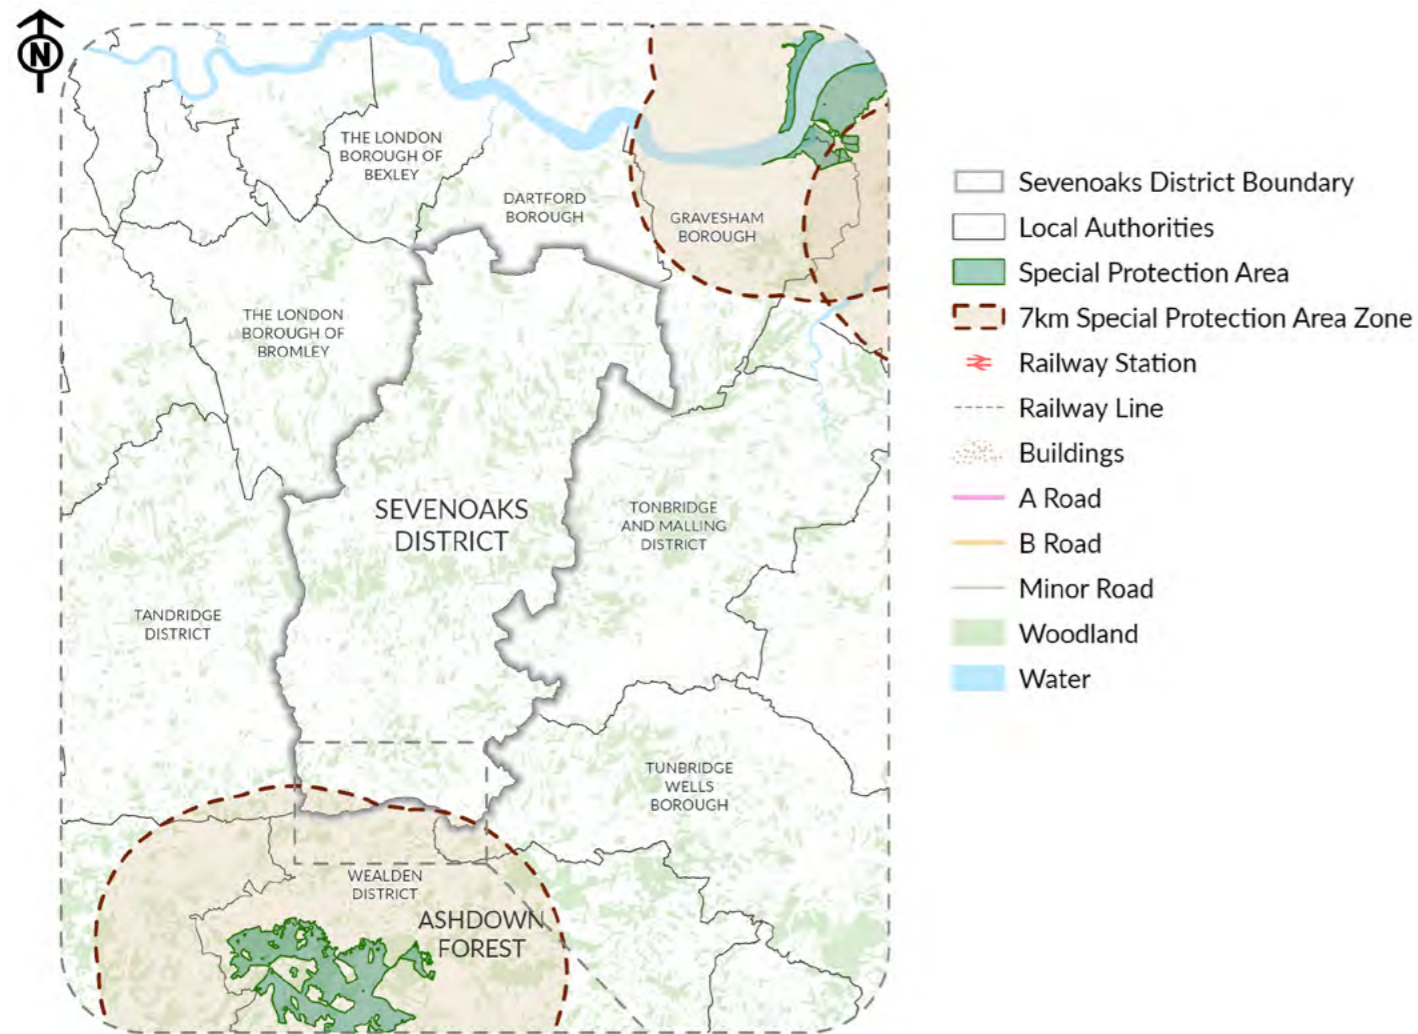 N
THE LONDON
BOROUGH OF
BEXLEY
DARTFORD
BOROUGH
GRAVESHAM
BOROUGH
THE LONDON
BOROUGH OF
BROMLEY
SEVENOAKS
DISTRICT
TONBRIDGE
AND MALLING
DISTRICT
TANDRIDGE
DISTRICT
TUNBRIDGE
WELLS
BOROUGH
WEALDEN
DISTRICT
ASHDOWN
FOREST
Sevenoaks District Boundary
Local Authorities
Special Protection Area
7km Special Protection Area Zone
Railway Station
Railway Line
Buildings
A Road
B Road
Minor Road
Woodland
Water